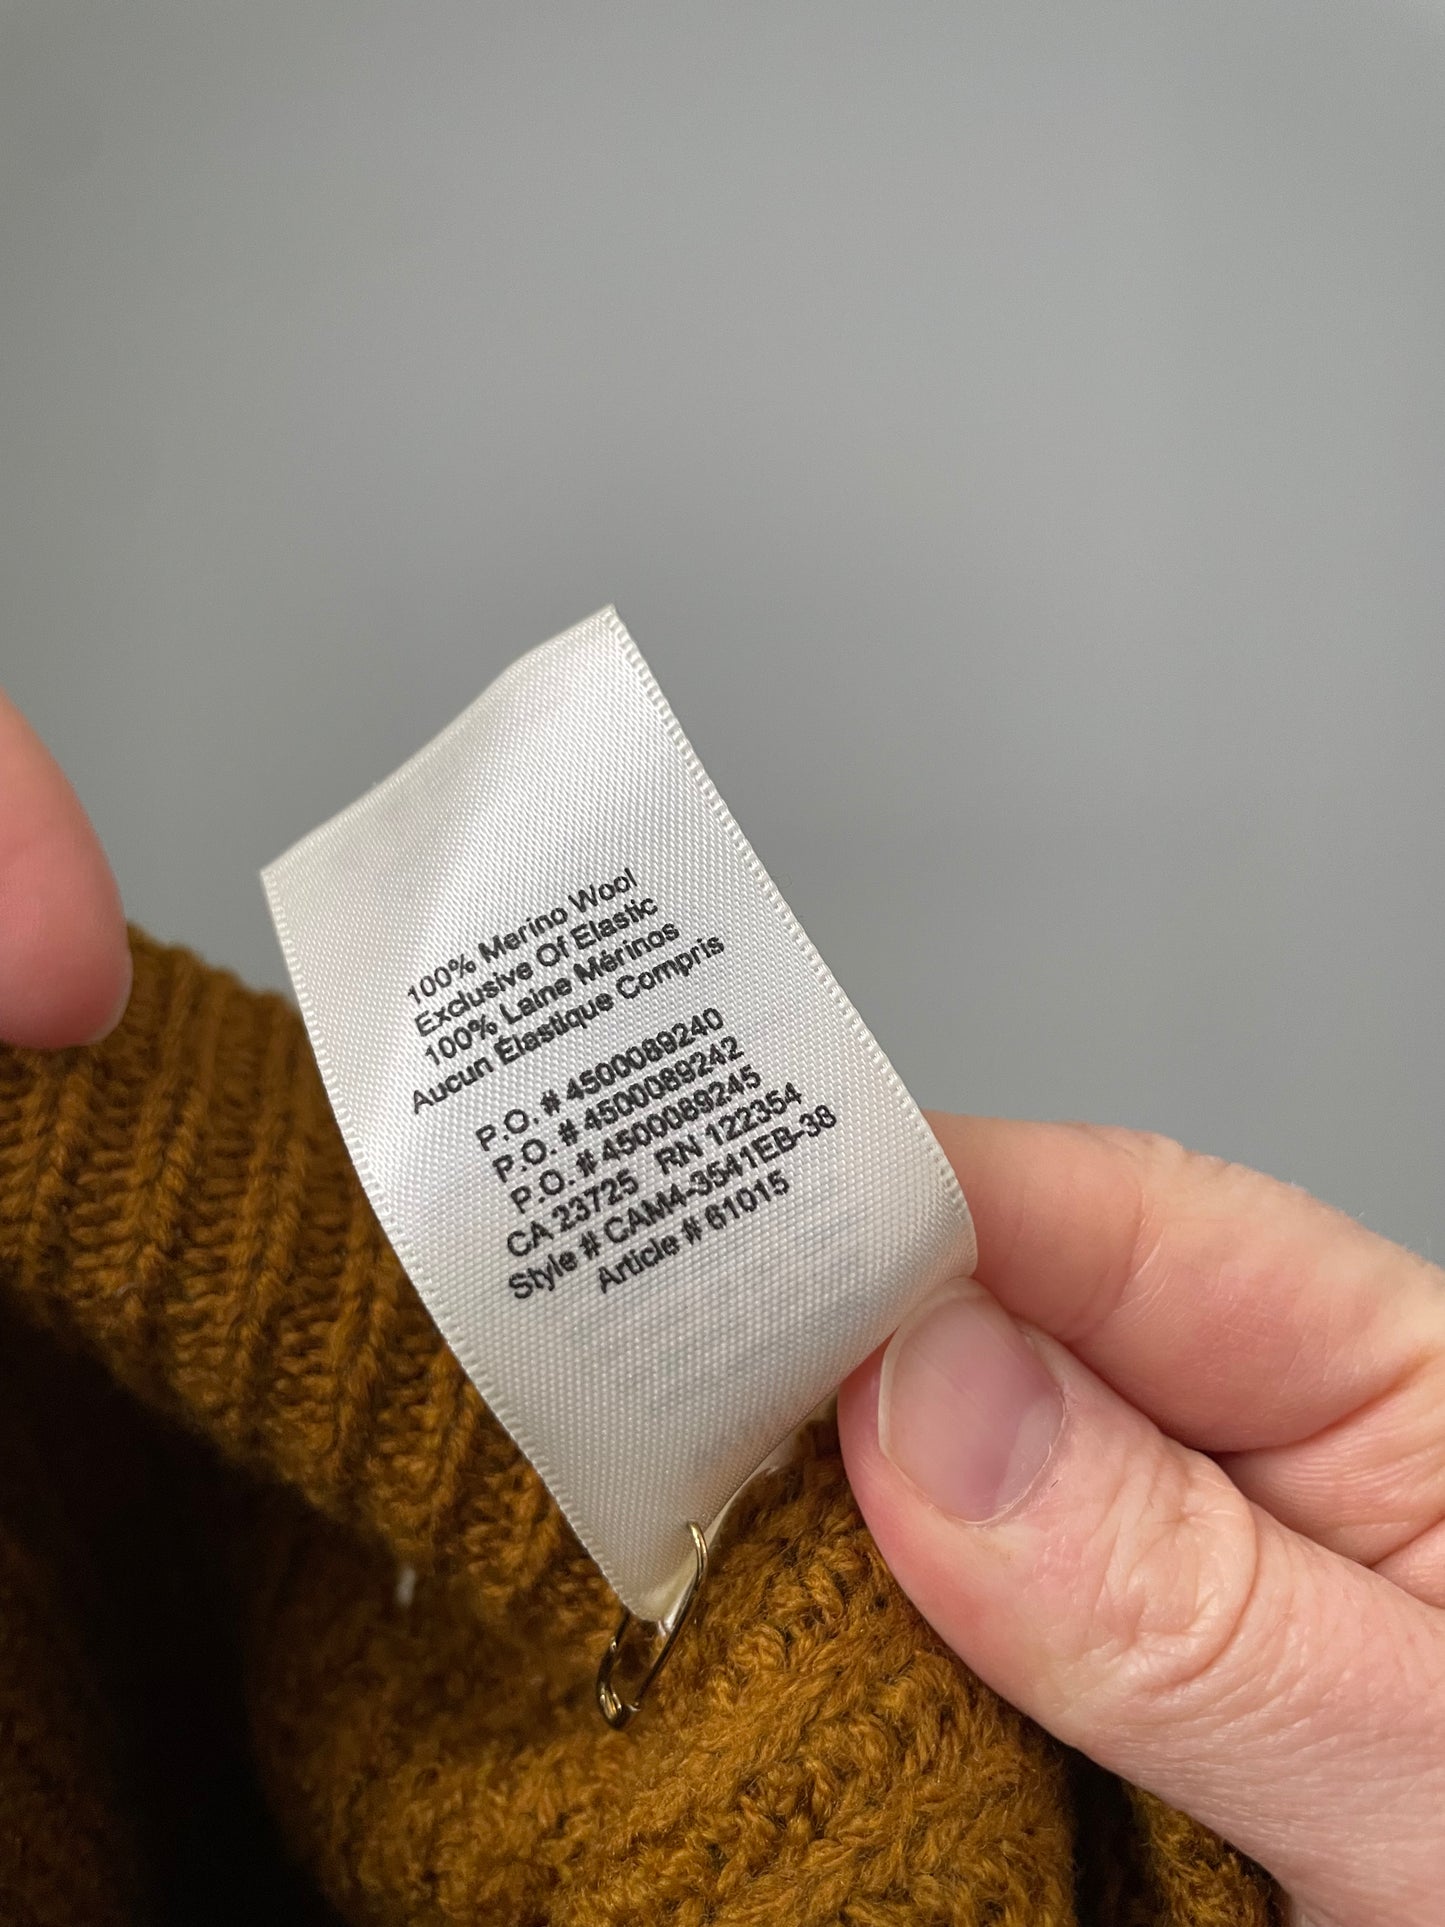 100% Merino Wool
Exclusive Of Elastic
100% Laine Mérinos
Aucun Élastique Compris
P.O. # 4500089240
P.O. # 4500089242
P.O. # 4500089245
CA 23725 RN 122354
Style # CAM4-3541EB-38
Article # 61015